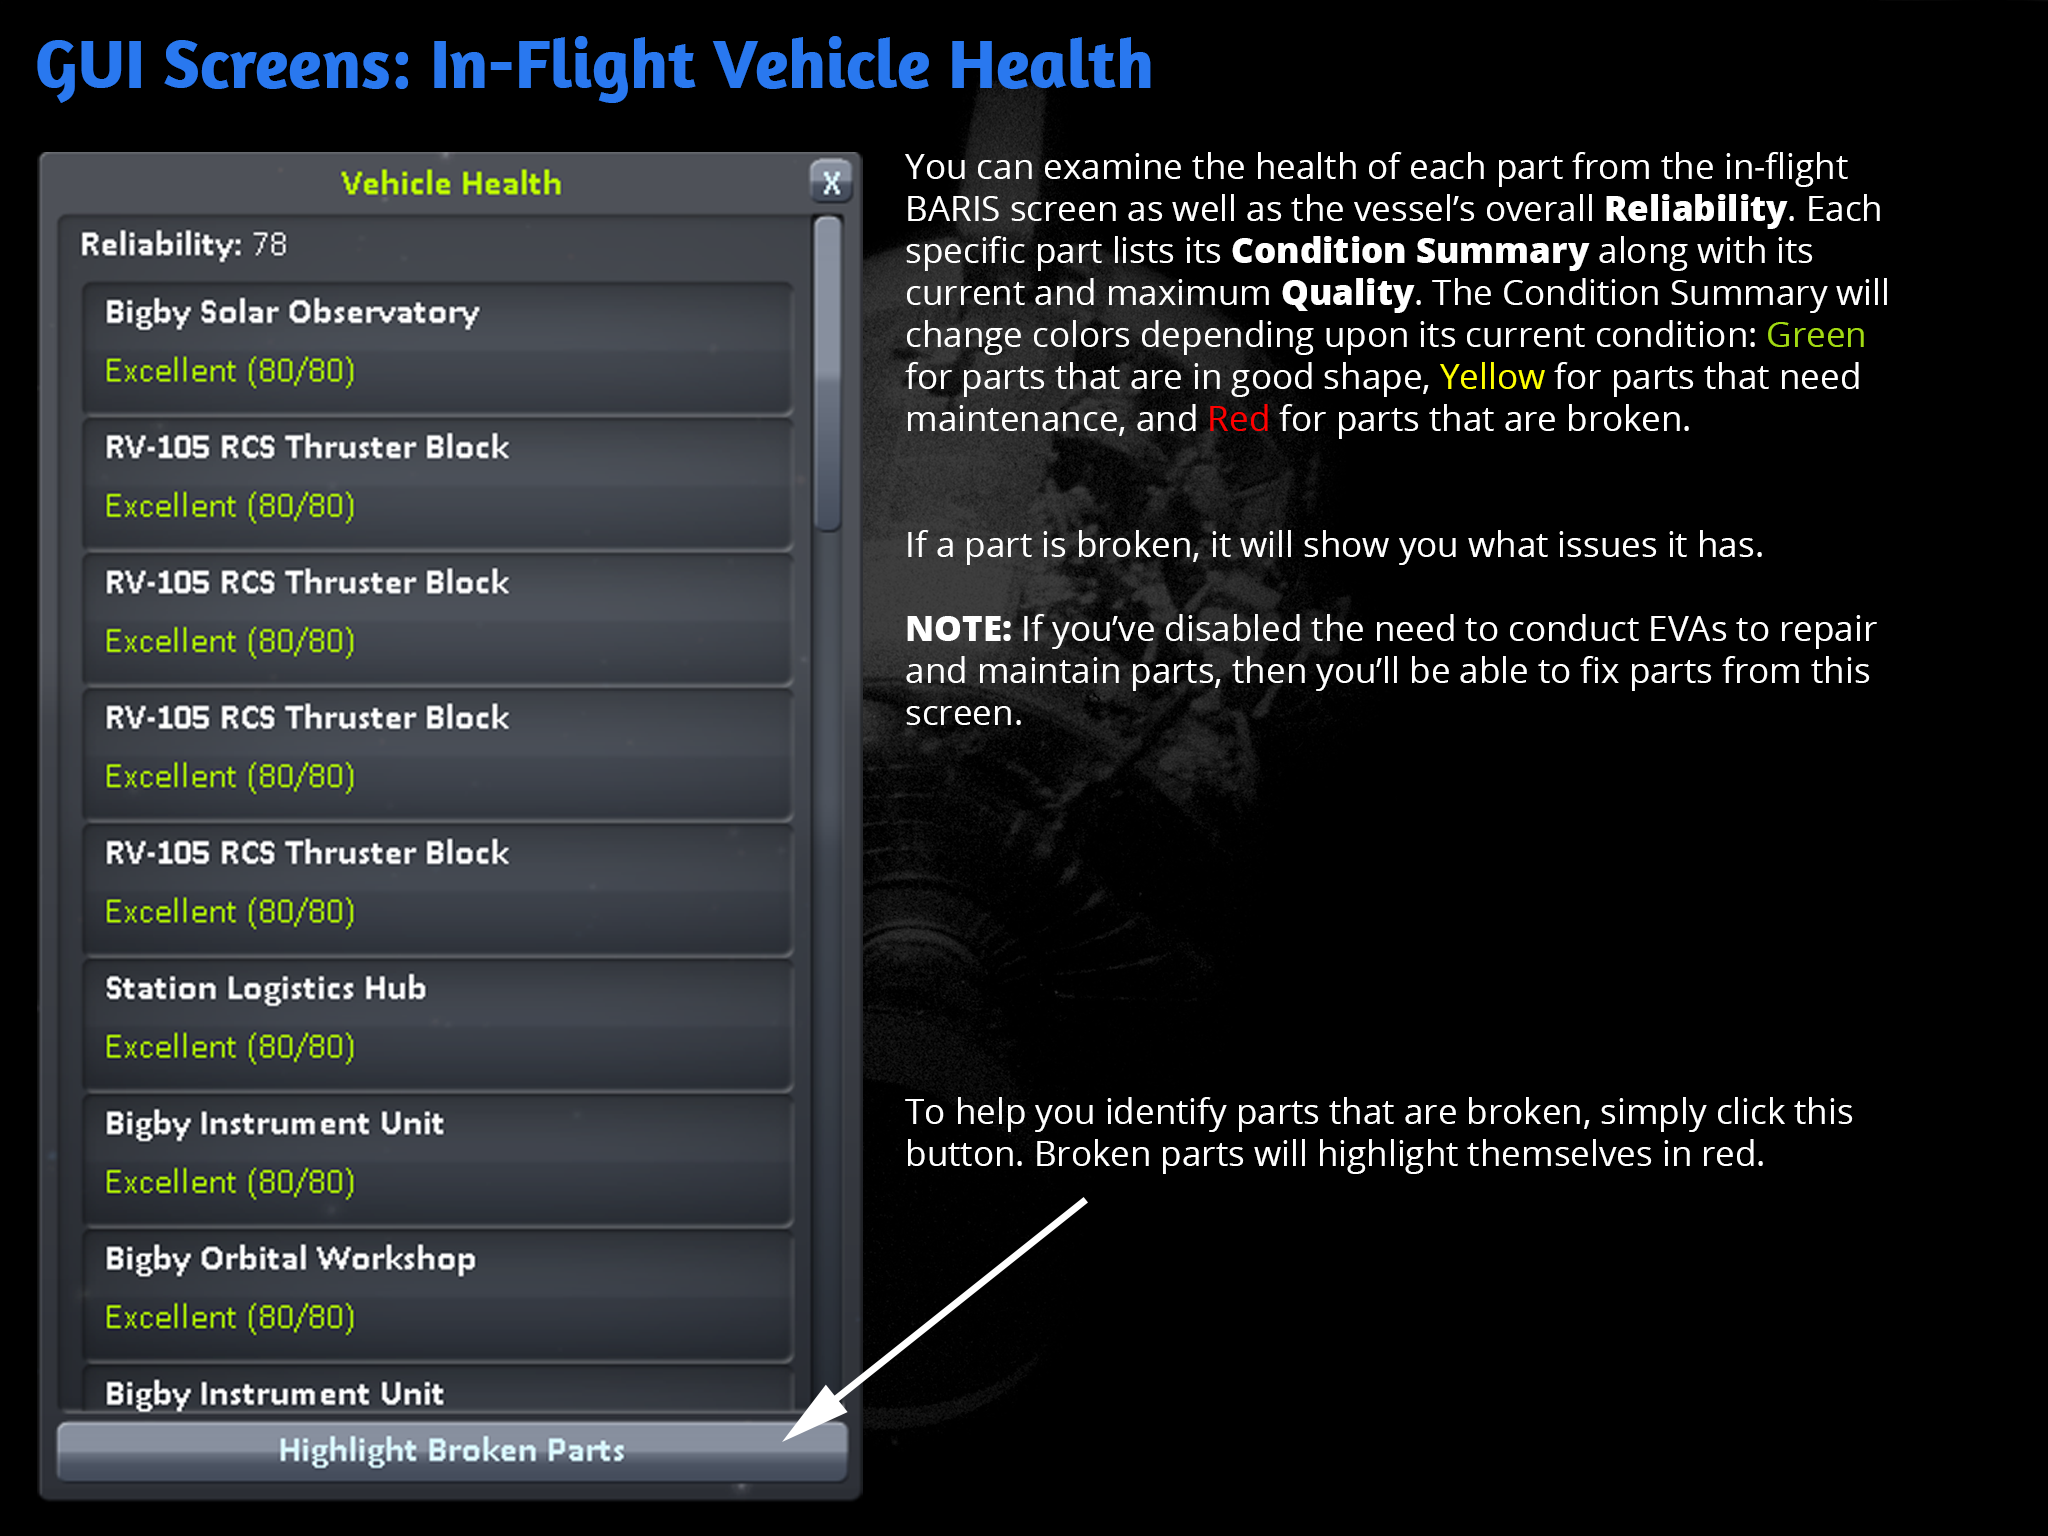 GUI Screens: In-Flight Vehicle Health
Vehicle Health
X
Reliability: 78
Bigby Solar Observatory
Excellent (80/80)
RV-105 RCS Thruster Block
Excellent (80/80)
RV-105 RCS Thruster Block
Excellent (80/80)
RV-105 RCS Thruster Block
Excellent (80/80)
RV-105 RCS Thruster Block
Excellent (80/80)
Station Logistics Hub
Excellent (80/80)
Bigby Instrument Unit
Excellent (80/80)
Bigby Orbital Workshop
Excellent (80/80)
Bigby Instrument Unit
Highlight Broken Parts
You can examine the health of each part from the in-flight
BARIS screen as well as the vessel’s overall Reliability. Each
specific part lists its Condition Summary along with its
current and maximum Quality. The Condition Summary will
change colors depending upon its current condition: Green
for parts that are in good shape, Yellow for parts that need
maintenance, and Red for parts that are broken.
If a part is broken, it will show you what issues it has.
NOTE: If you’ve disabled the need to conduct EVAs to repair
and maintain parts, then you’ll be able to fix parts from this
screen.
To help you identify parts that are broken, simply click this
button. Broken parts will highlight themselves in red.